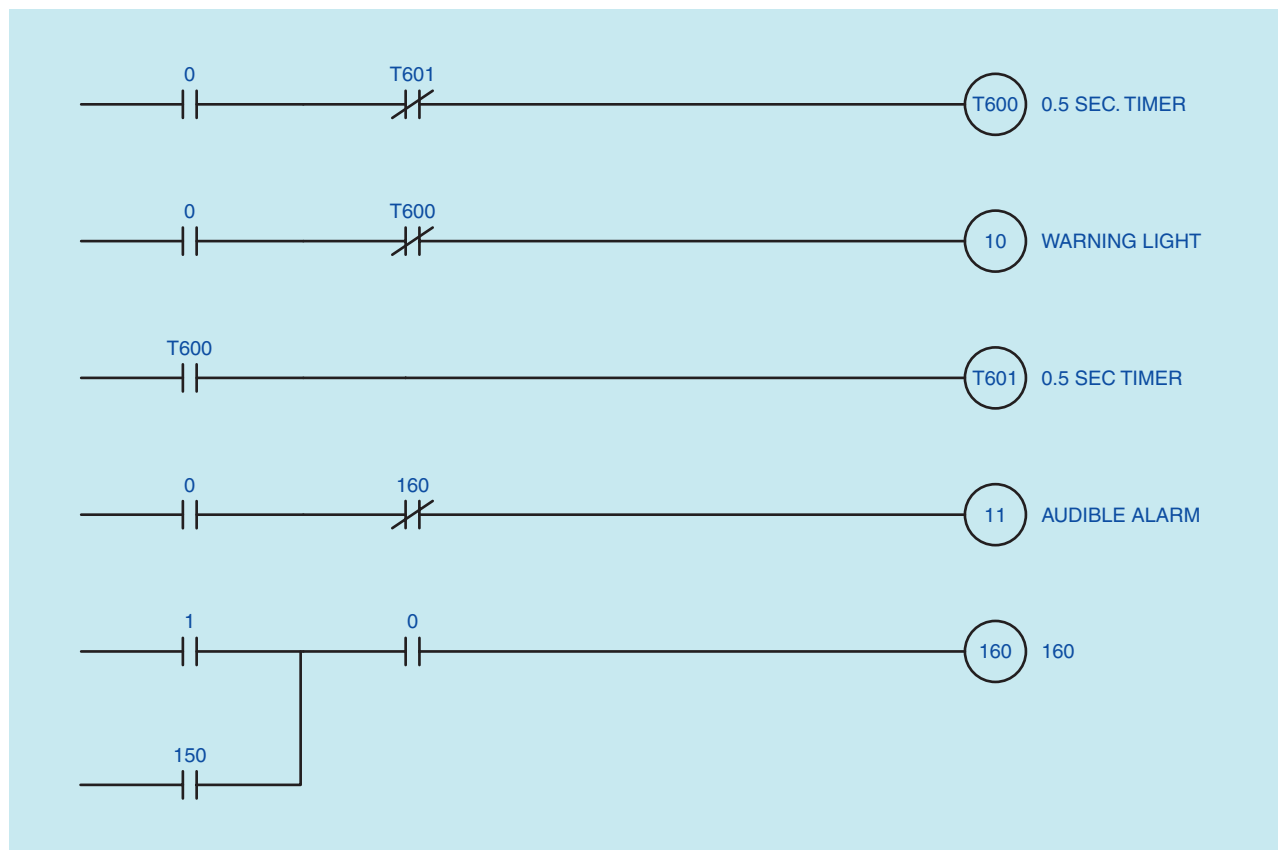 0 T601
T600 0.5 SEC. TIMER
0 T600
10 WARNING LIGHT
T600
T601 0.5 SEC TIMER
0 160
11 AUDIBLE ALARM
1 0
160 160
150